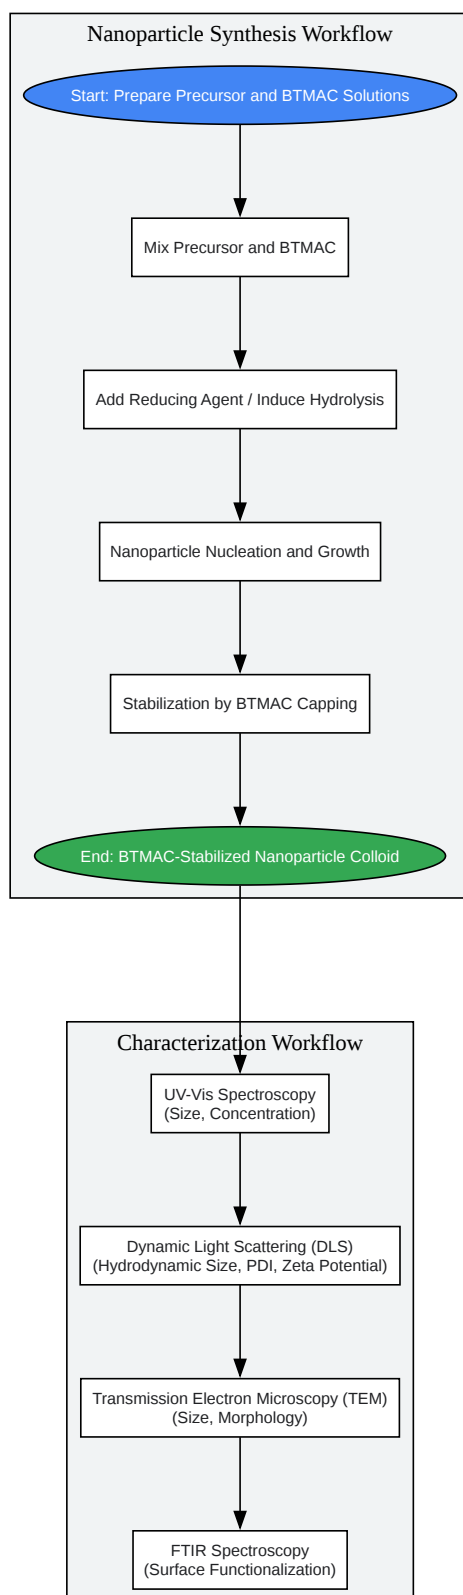 Nanoparticle Synthesis Workflow
Start: Prepare Precursor and BTMAC Solutions
Mix Precursor and BTMAC
Add Reducing Agent / Induce Hydrolysis
Nanoparticle Nucleation and Growth
Stabilization by BTMAC Capping
End: BTMAC-Stabilized Nanoparticle Colloid
Characterization Workflow
UV-Vis Spectroscopy
(Size, Concentration)
Dynamic Light Scattering (DLS)
(Hydrodynamic Size, PDI, Zeta Potential)
Transmission Electron Microscopy (TEM)
(Size, Morphology)
FTIR Spectroscopy
(Surface Functionalization)